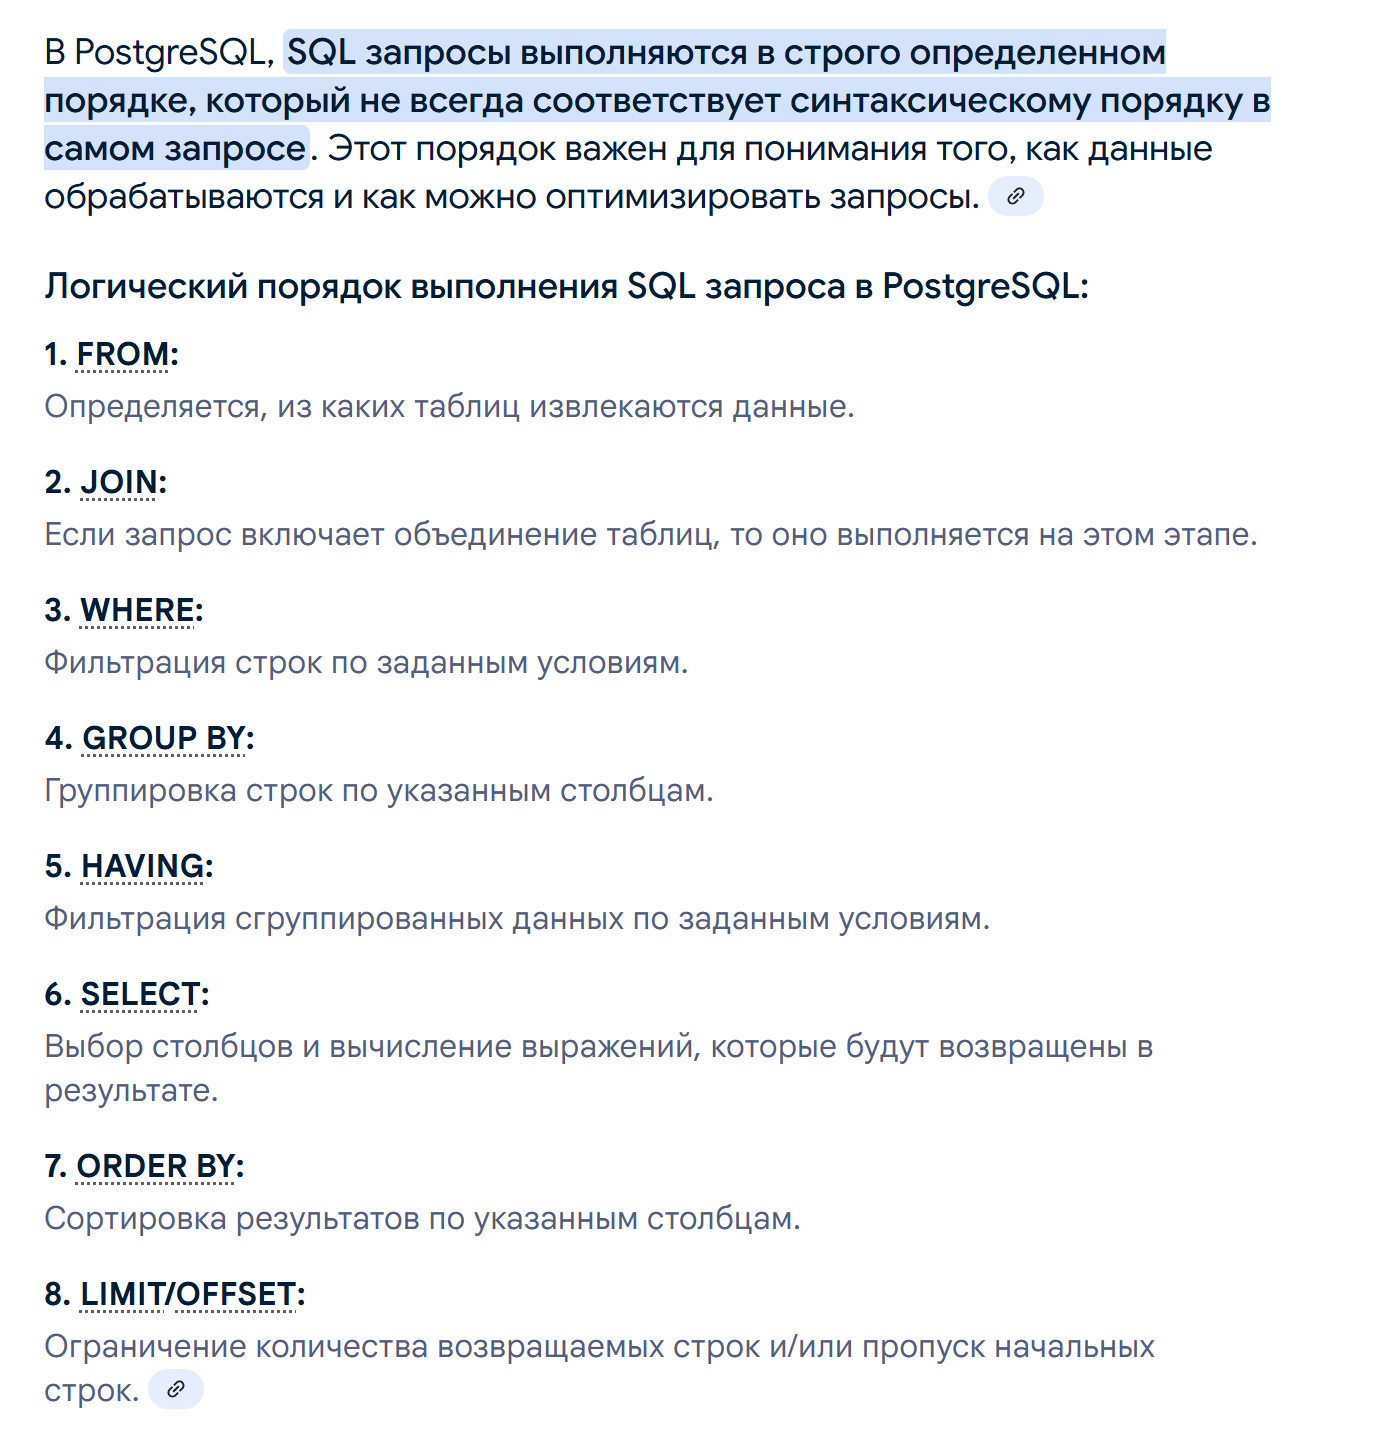 В PostgreSQL, SQL запросы выполняются в строго определенном
порядке, который не всегда соответствует синтаксическому порядку в
самом запросе. Этот порядок важен для понимания того, как данные
обрабатываются и как можно оптимизировать запросы.
Логический порядок выполнения SQL запроса в PostgreSQL:
1. FROM:
Определяется, из каких таблиц извлекаются данные.
2. JOIN:
Если запрос включает объединение таблиц, то оно выполняется на этом этапе.
3. WHERE:
Фильтрация строк по заданным условиям.
4. GROUP BY:
Группировка строк по указанным столбцам.
5. HAVING:
Фильтрация сгруппированных данных по заданным условиям.
6. SELECT:
Выбор столбцов и вычисление выражений, которые будут возвращены в
результате.
7. ORDER BY:
Сортировка результатов по указанным столбцам.
8. LIMIT/OFFSET:
Ограничение количества возвращаемых строк и/или пропуск начальных
строк.